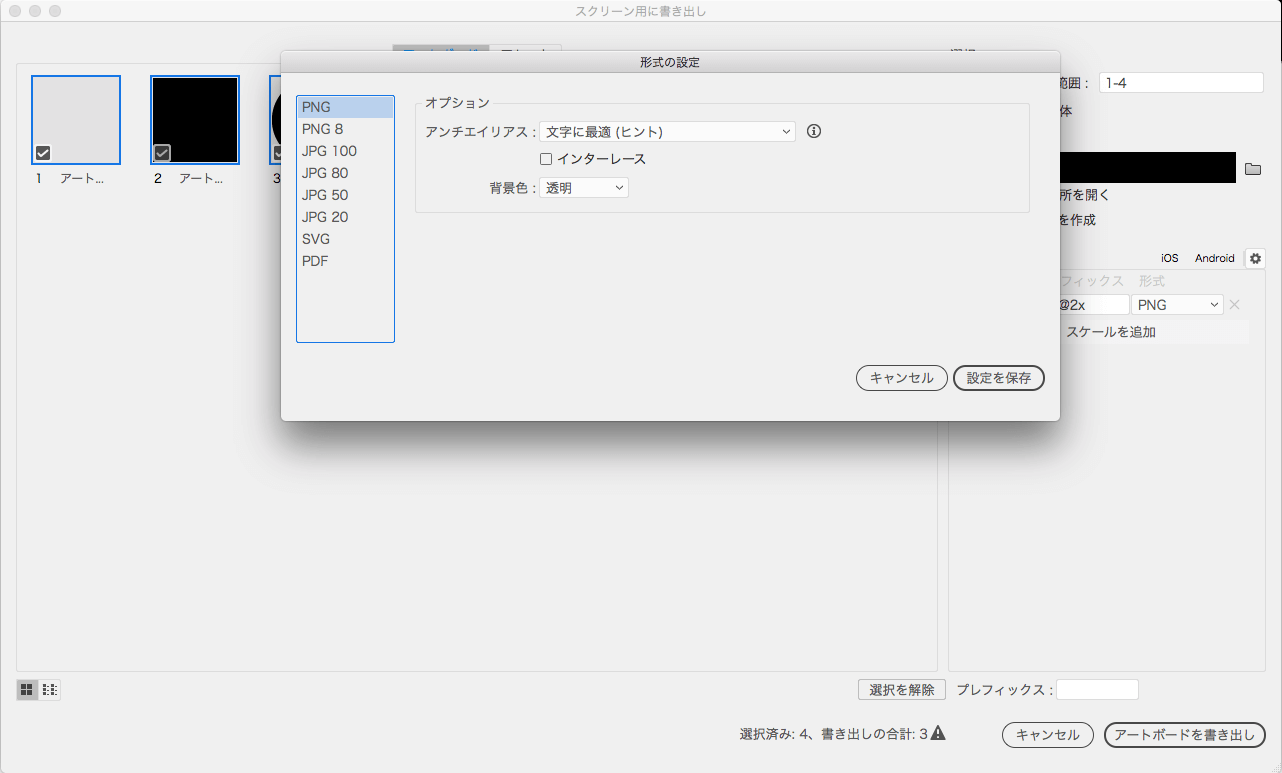 スクリーン用に書き出し
形式の設定
PNG
PNG 8
JPG 100
JPG 80
JPG 50
JPG 20
SVG
PDF
オプション
アンチエイリアス : 文字に最適 (ヒント)
インターレース
背景色 : 透明
キャンセル 設定を保存
1 アート...
2 アート...
3
範囲 : 1-4
体
所を開く
を作成
iOS Android
フィックス 形式
@2x PNG
スケールを追加
選択を解除 プレフィックス :
選択済み: 4、書き出しの合計: 3
キャンセル アートボードを書き出し